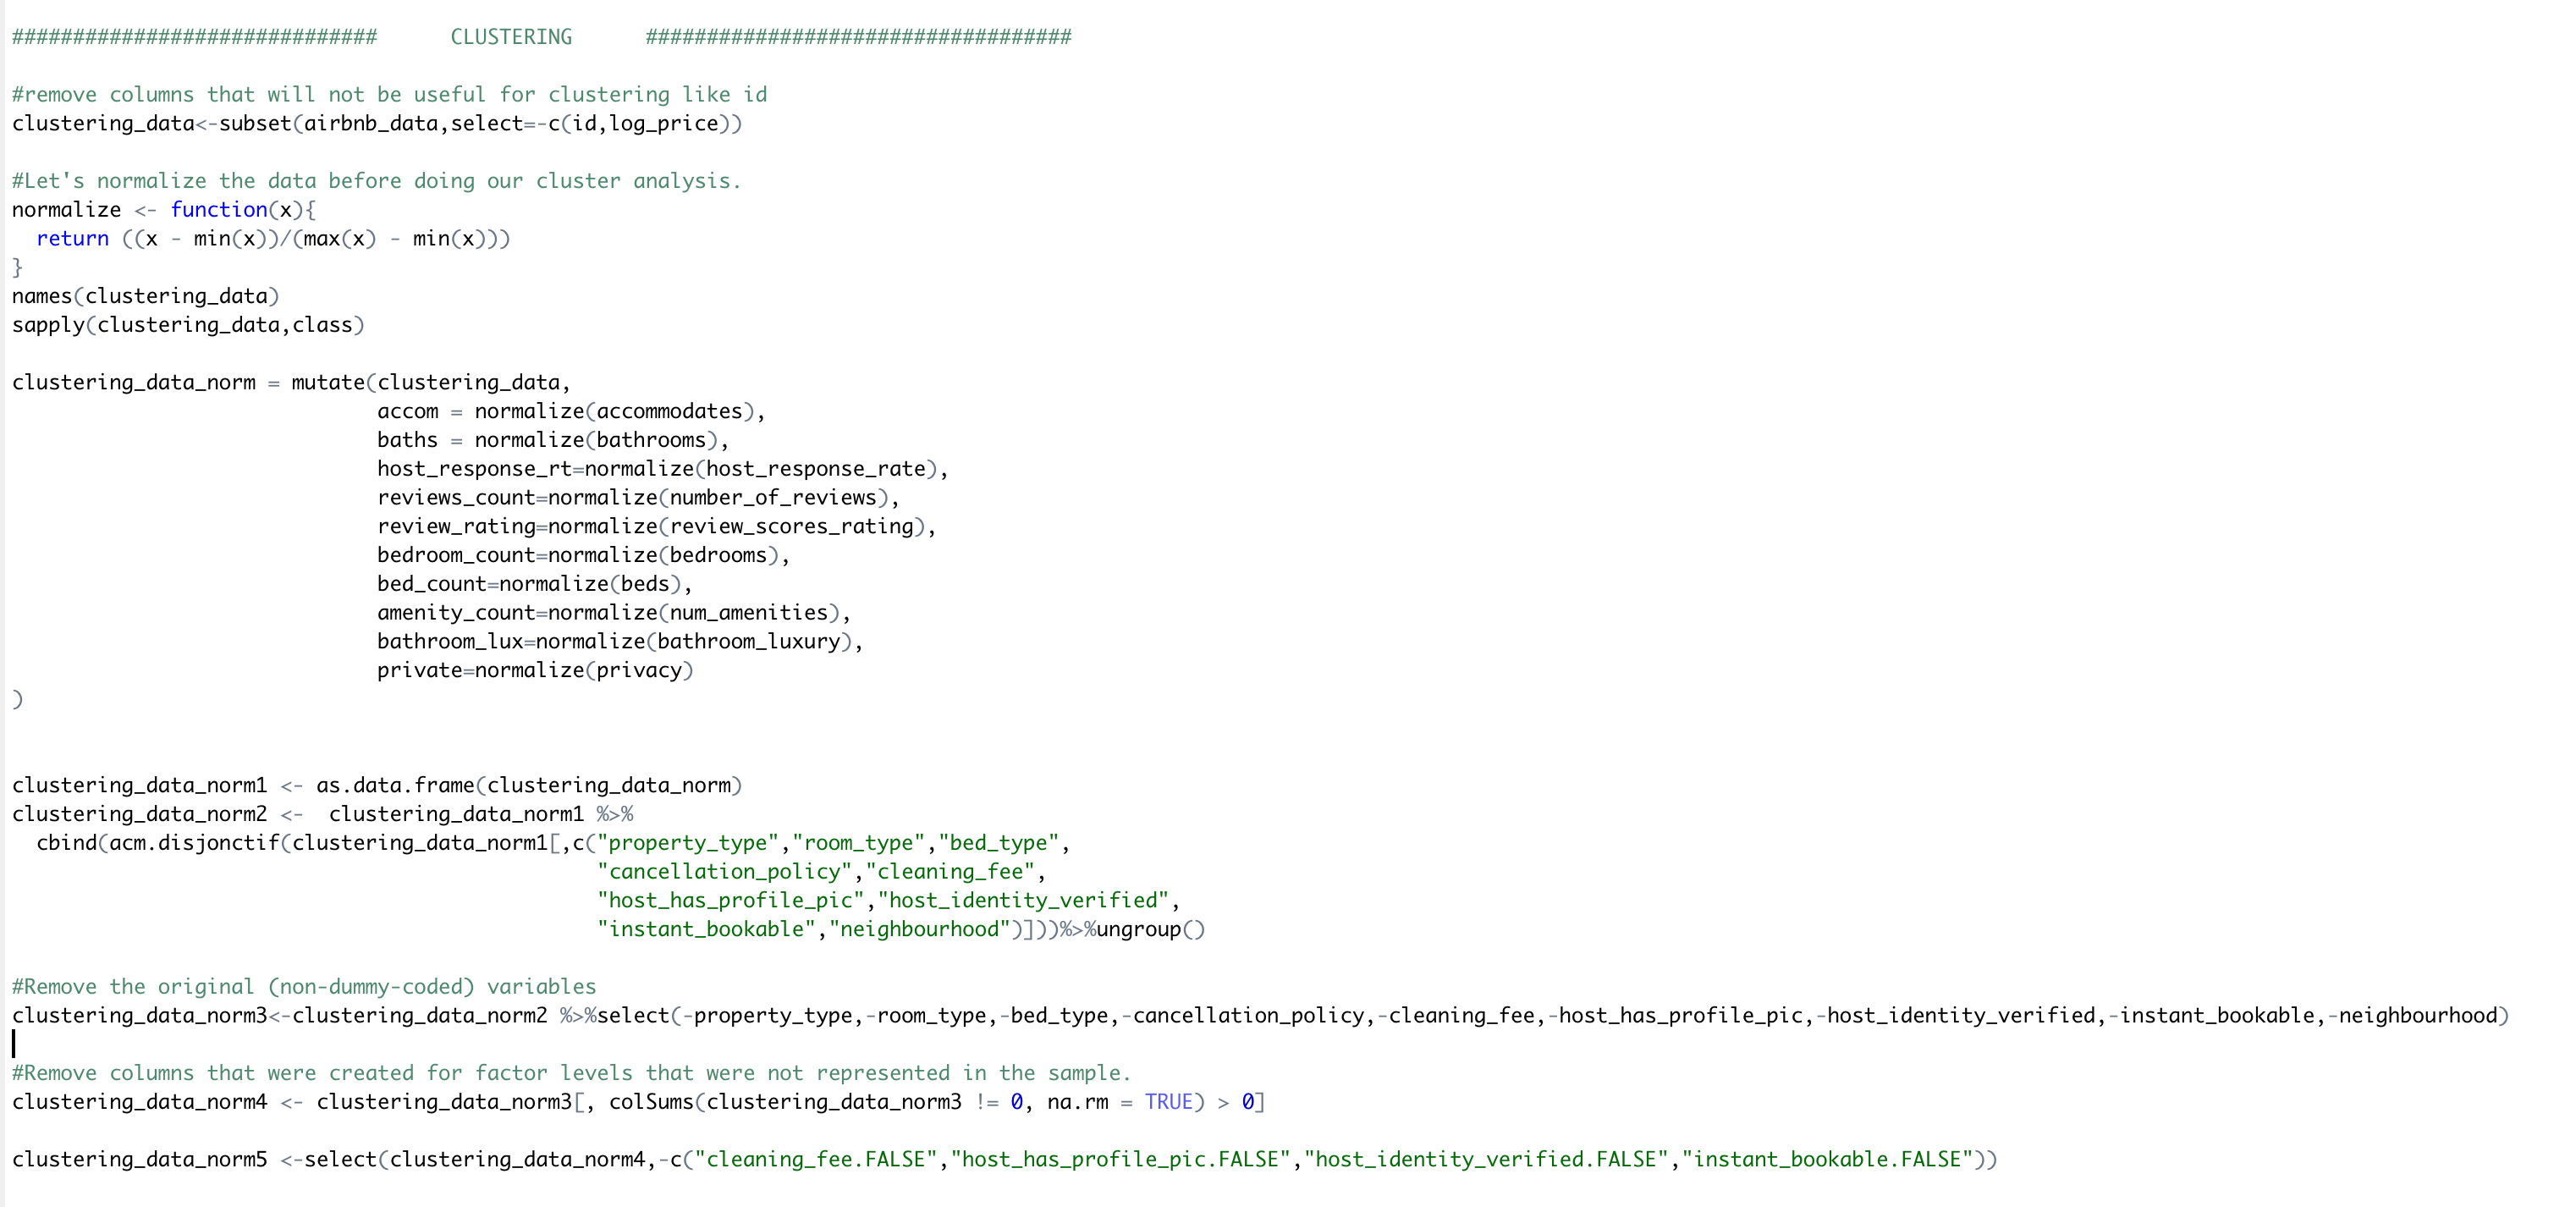 ##############################      CLUSTERING      ###################################
#remove columns that will not be useful for clustering like id
clustering_data<-subset(airbnb_data,select=-c(id,log_price))
#Let's normalize the data before doing our cluster analysis.
normalize <- function(x){
  return ((x - min(x))/(max(x) - min(x)))
}
names(clustering_data)
sapply(clustering_data,class)
clustering_data_norm = mutate(clustering_data,
                              accom = normalize(accommodates),
                              baths = normalize(bathrooms),
                              host_response_rt=normalize(host_response_rate),
                              reviews_count=normalize(number_of_reviews),
                              review_rating=normalize(review_scores_rating),
                              bedroom_count=normalize(bedrooms),
                              bed_count=normalize(beds),
                              amenity_count=normalize(num_amenities),
                              bathroom_lux=normalize(bathroom_luxury),
                              private=normalize(privacy)
)
clustering_data_norm1 <- as.data.frame(clustering_data_norm)
clustering_data_norm2 <-  clustering_data_norm1 %>%
  cbind(acm.disjonctif(clustering_data_norm1[,c("property_type","room_type","bed_type",
                                                "cancellation_policy","cleaning_fee",
                                                "host_has_profile_pic","host_identity_verified",
                                                "instant_bookable","neighbourhood")]))%>%ungroup()
#Remove the original (non-dummy-coded) variables
clustering_data_norm3<-clustering_data_norm2 %>%select(-property_type,-room_type,-bed_type,-cancellation_policy,-cleaning_fee,-host_has_profile_pic,-host_identity_verified,-instant_bookable,-neighbourhood)
#Remove columns that were created for factor levels that were not represented in the sample.
clustering_data_norm4 <- clustering_data_norm3[, colSums(clustering_data_norm3 != 0, na.rm = TRUE) > 0]
clustering_data_norm5 <-select(clustering_data_norm4,-c("cleaning_fee.FALSE","host_has_profile_pic.FALSE","host_identity_verified.FALSE","instant_bookable.FALSE"))